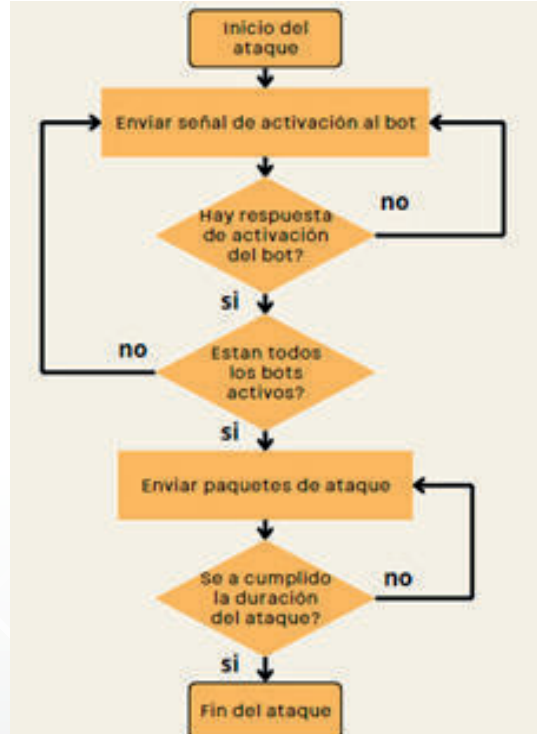 Inicio del
ataque
Enviar señal de activación al bot
Hay respuesta
de activación
del bot?
no
si
no
Estan todos
los bots
activos?
si
Enviar paquetes de ataque
Se a cumplido
la duración
del ataque?
no
si
Fin del ataque